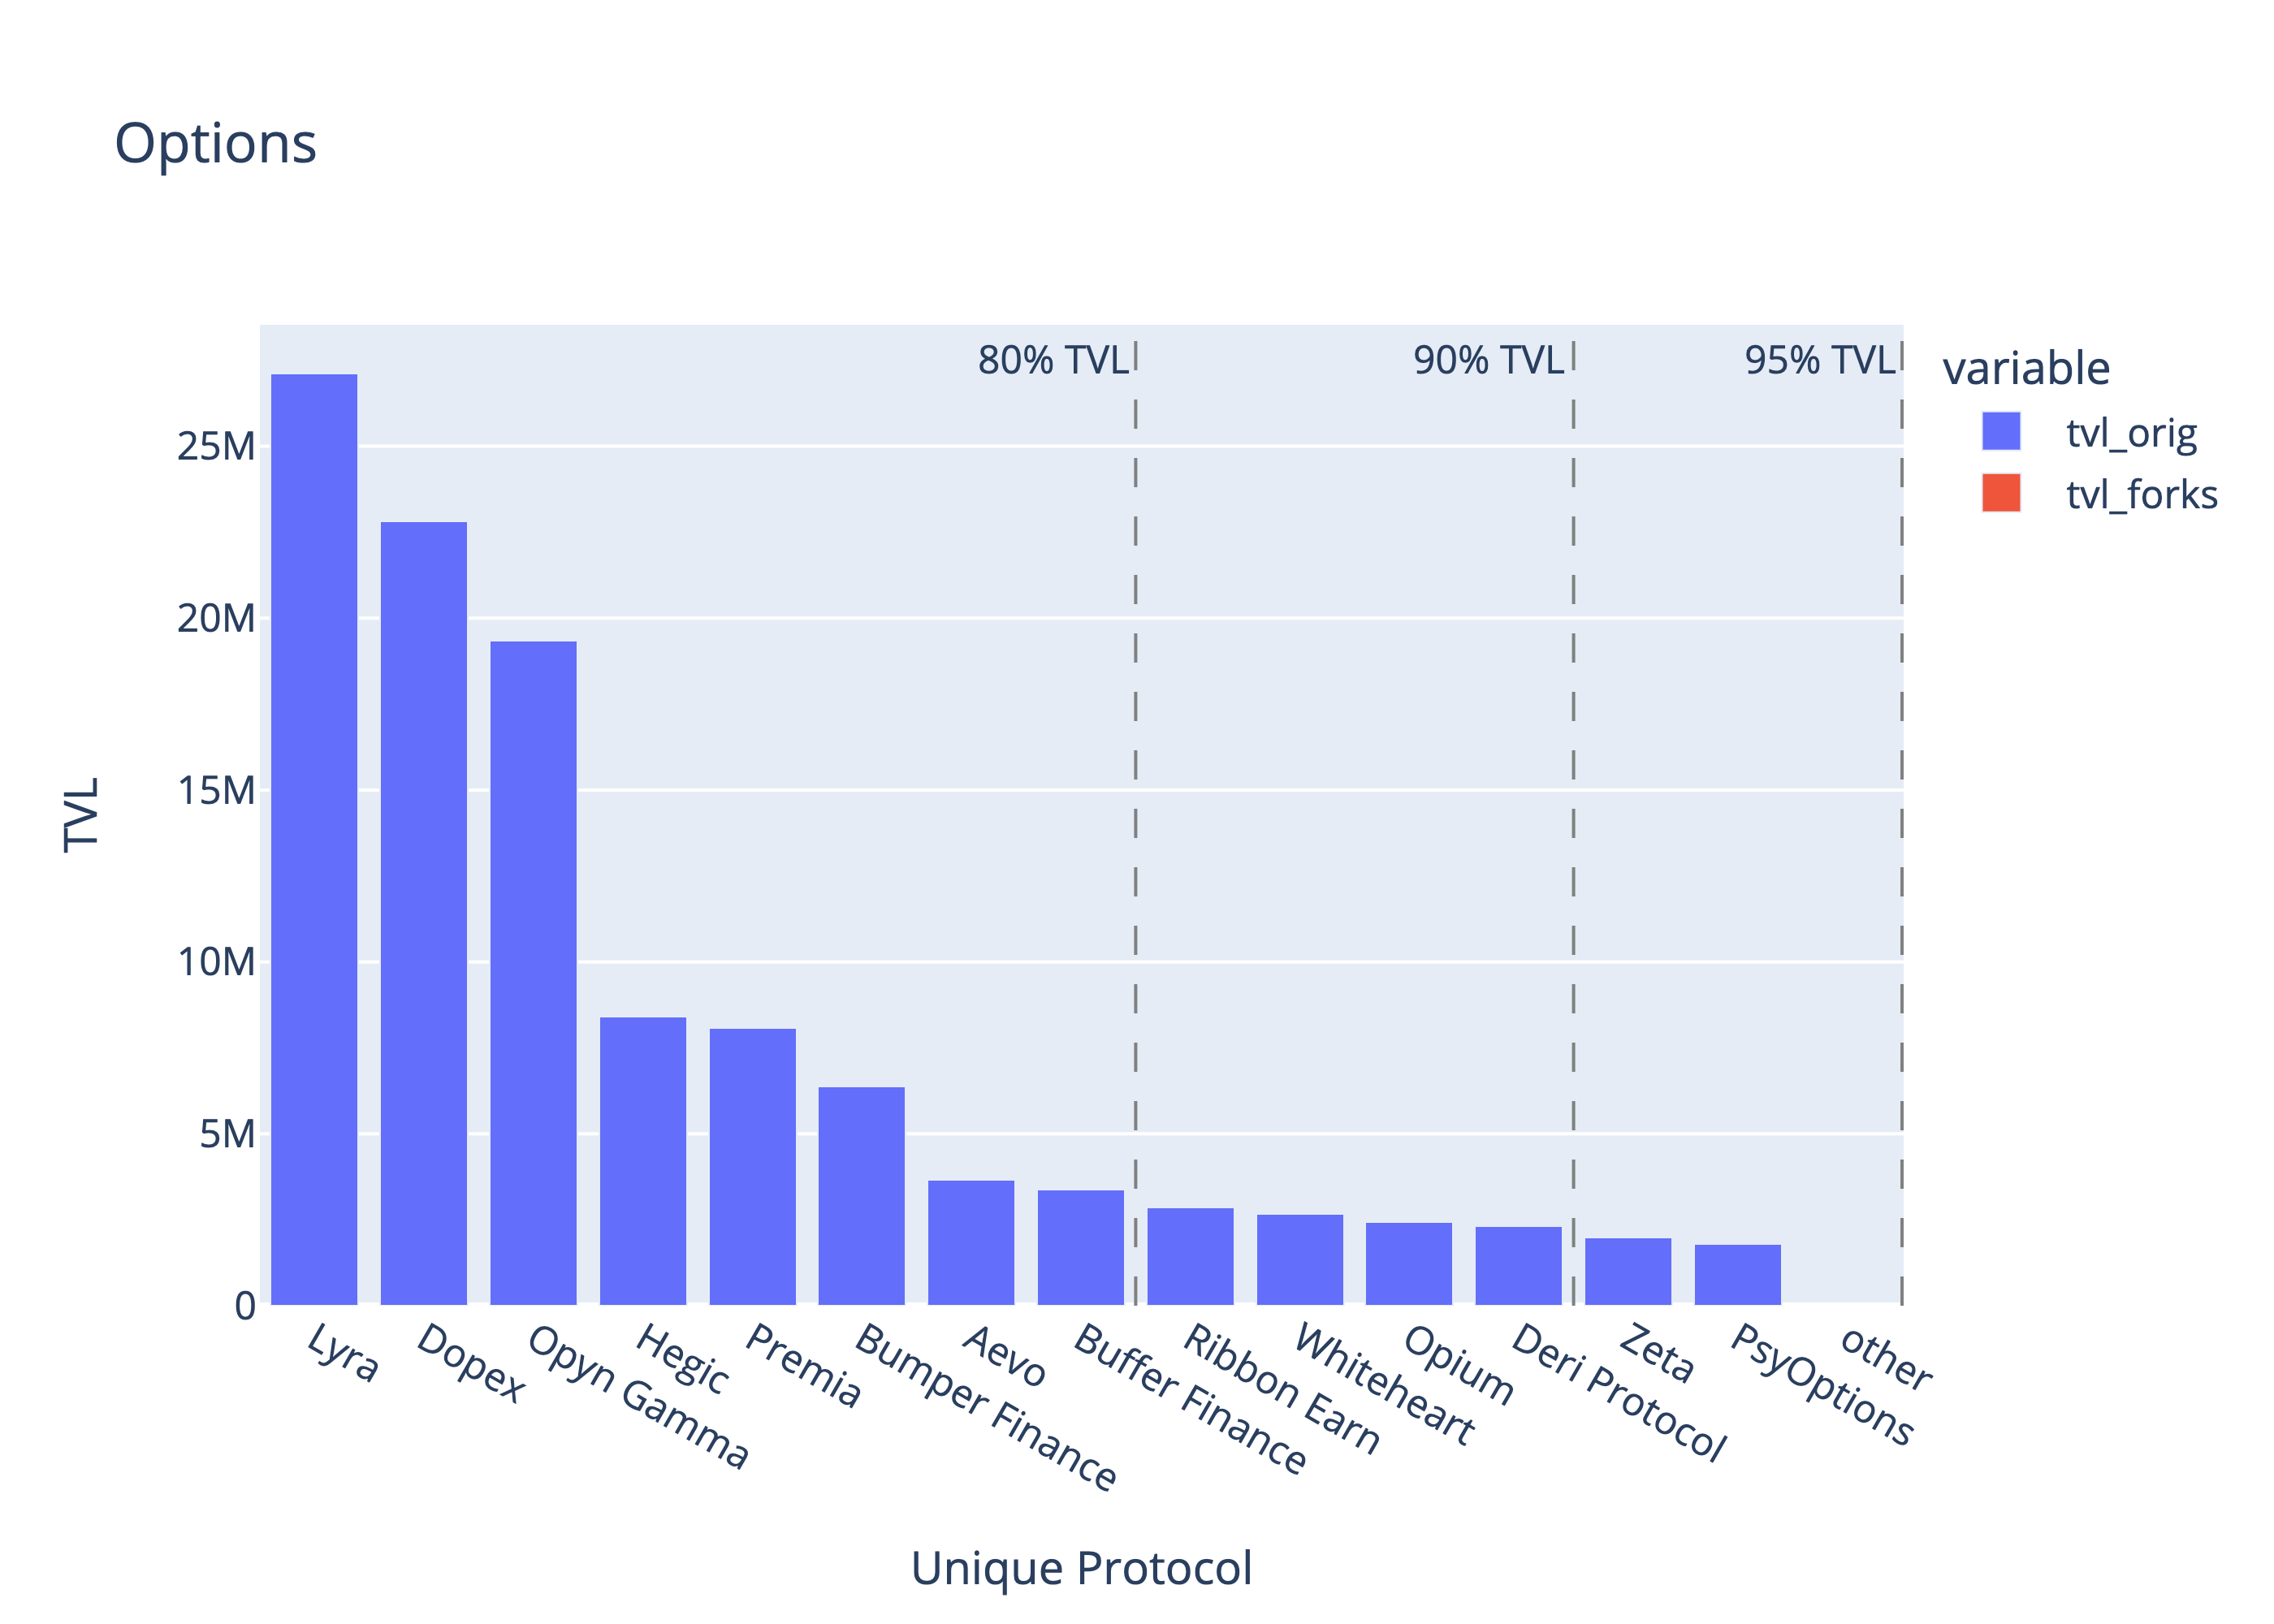 Options
80% TVL
90% TVL
95% TVL
variable
tvl_orig
tvl_forks
25M
20M
15M
10M
5M
0
TVL
Lyra
Dopex
Opyn Gamma
Hegic
Premia
Bumper Finance
Aevo
Buffer Finance
Ribbon Earn
Whiteheart
Opium
Deri Protocol
Zeta
PsyOptions
other
Unique Protocol